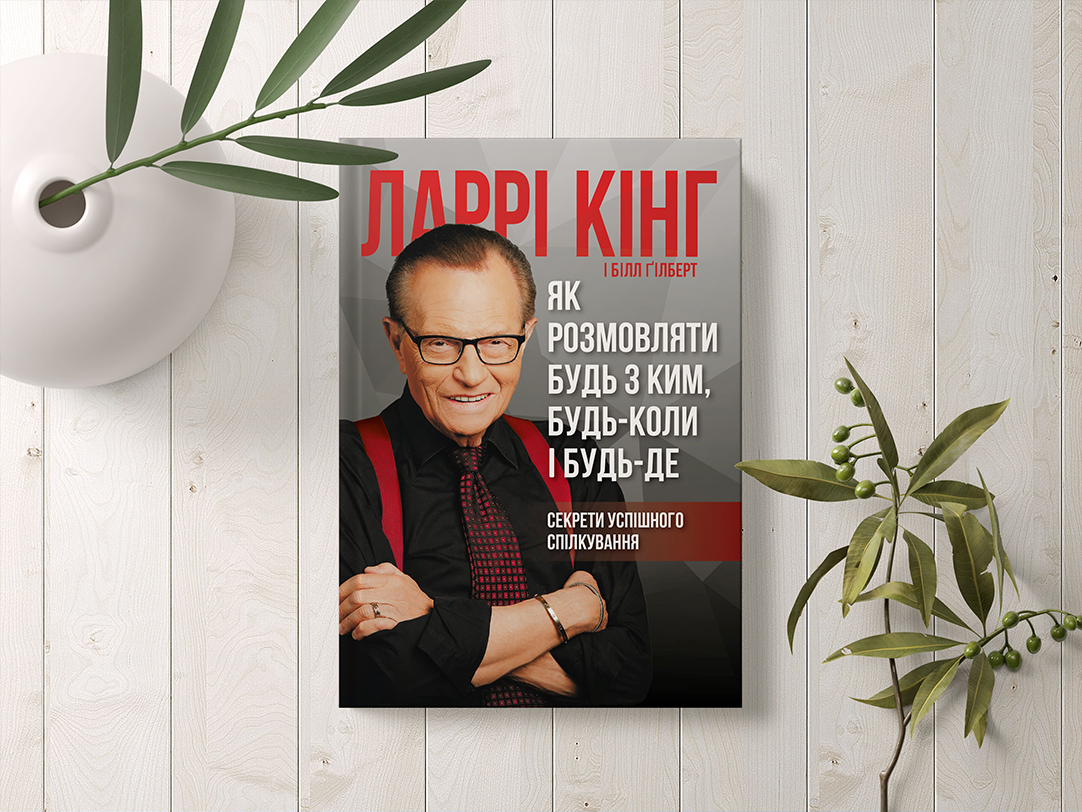 ЛАРРІ КІНГ
І БІЛЛ ҐІЛБЕРТ
ЯК
РОЗМОВЛЯТИ
БУДЬ З КИМ,
БУДЬ-КОЛИ
І БУДЬ-ДЕ
СЕКРЕТИ УСПІШНОГО
СПІЛКУВАННЯ